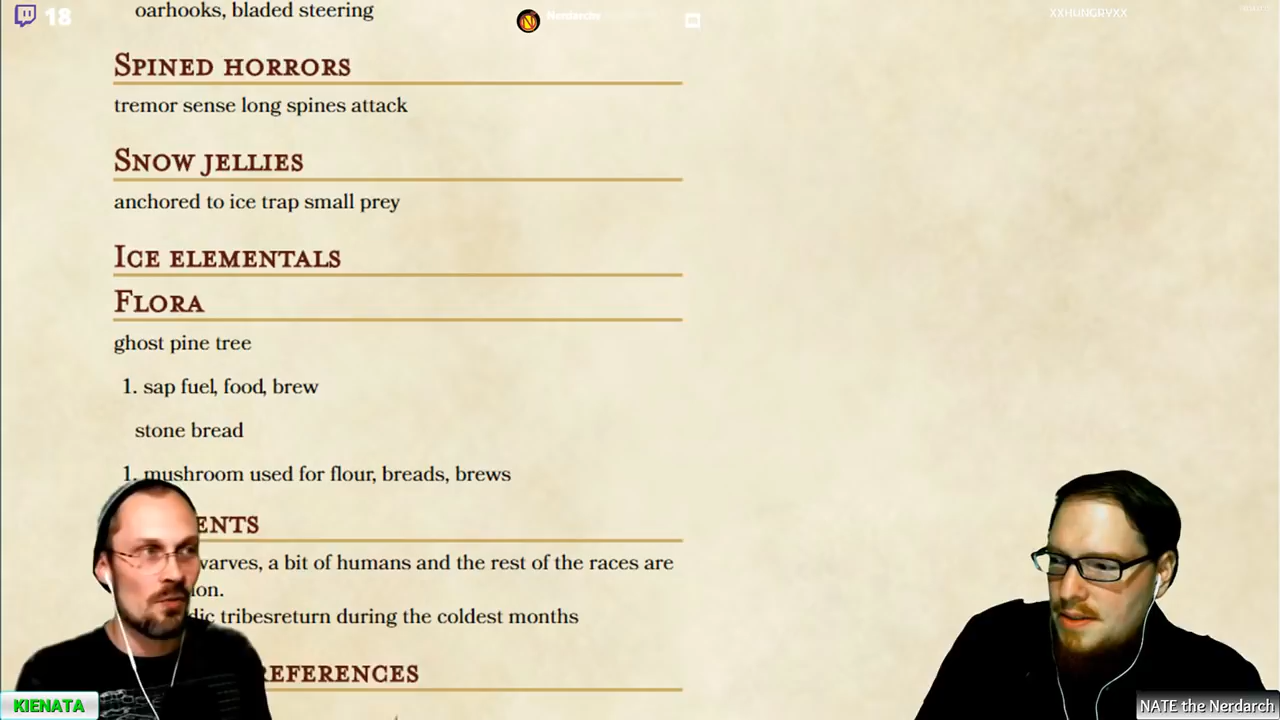 18
Nerdarchy
XXHUNGRYXX
oarhooks, bladed steering
SPINED HORRORS
tremor sense long spines attack
SNOW JELLIES
anchored to ice trap small prey
ICE ELEMENTALS
FLORA
ghost pine tree
1. sap fuel, food, brew
stone bread
1. mushroom used for flour, breads, brews
ENTS
varves, a bit of humans and the rest of the races are
ion.
dic tribesreturn during the coldest months
REFERENCES
KIENATA
NATE the Nerdarch